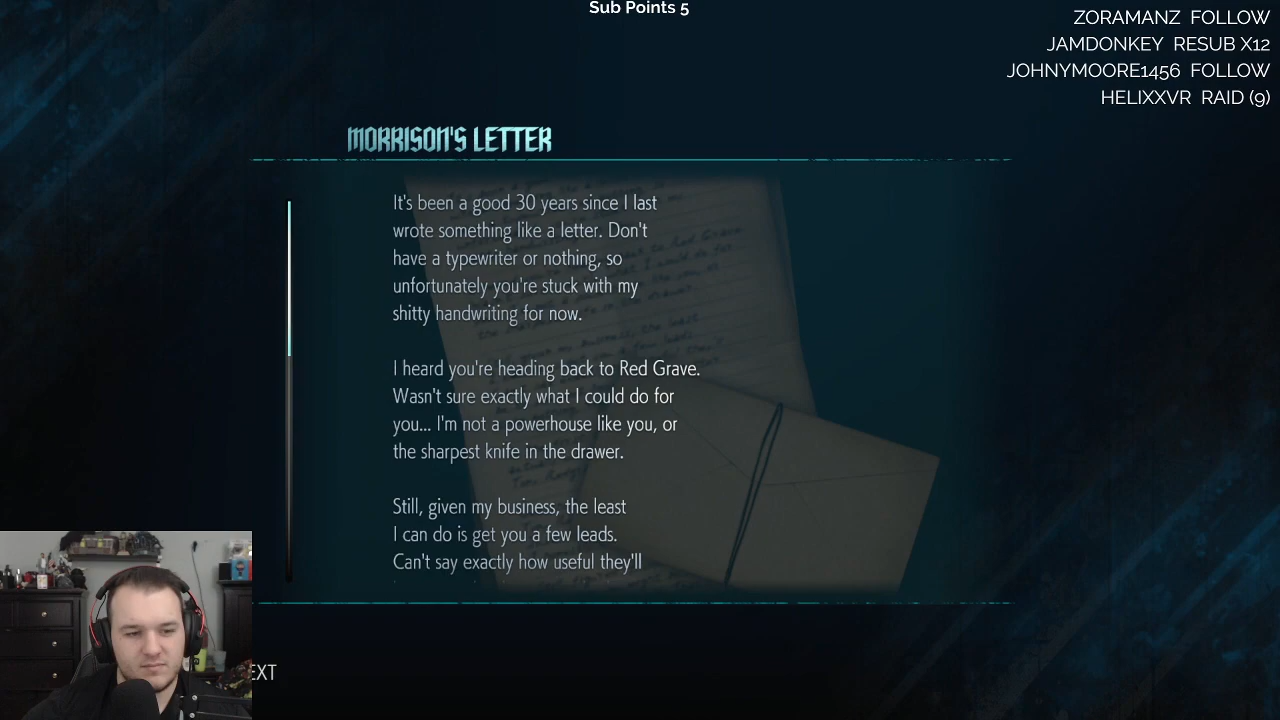 Sub Points 5
ZORAMANZ FOLLOW
JAMDONKEY RESUB X12
JOHNYMOORE1456 FOLLOW
HELIXXVR RAID (9)
MORRISON'S LETTER
It's been a good 30 years since I last
wrote something like a letter. Don't
have a typewriter or nothing, so
unfortunately you're stuck with my
shitty handwriting for now.
I heard you're heading back to Red Grave.
Wasn't sure exactly what I could do for
you... I'm not a powerhouse like you, or
the sharpest knife in the drawer.
Still, given my business, the least
I can do is get you a few leads.
Can't say exactly how useful they'll
EXT